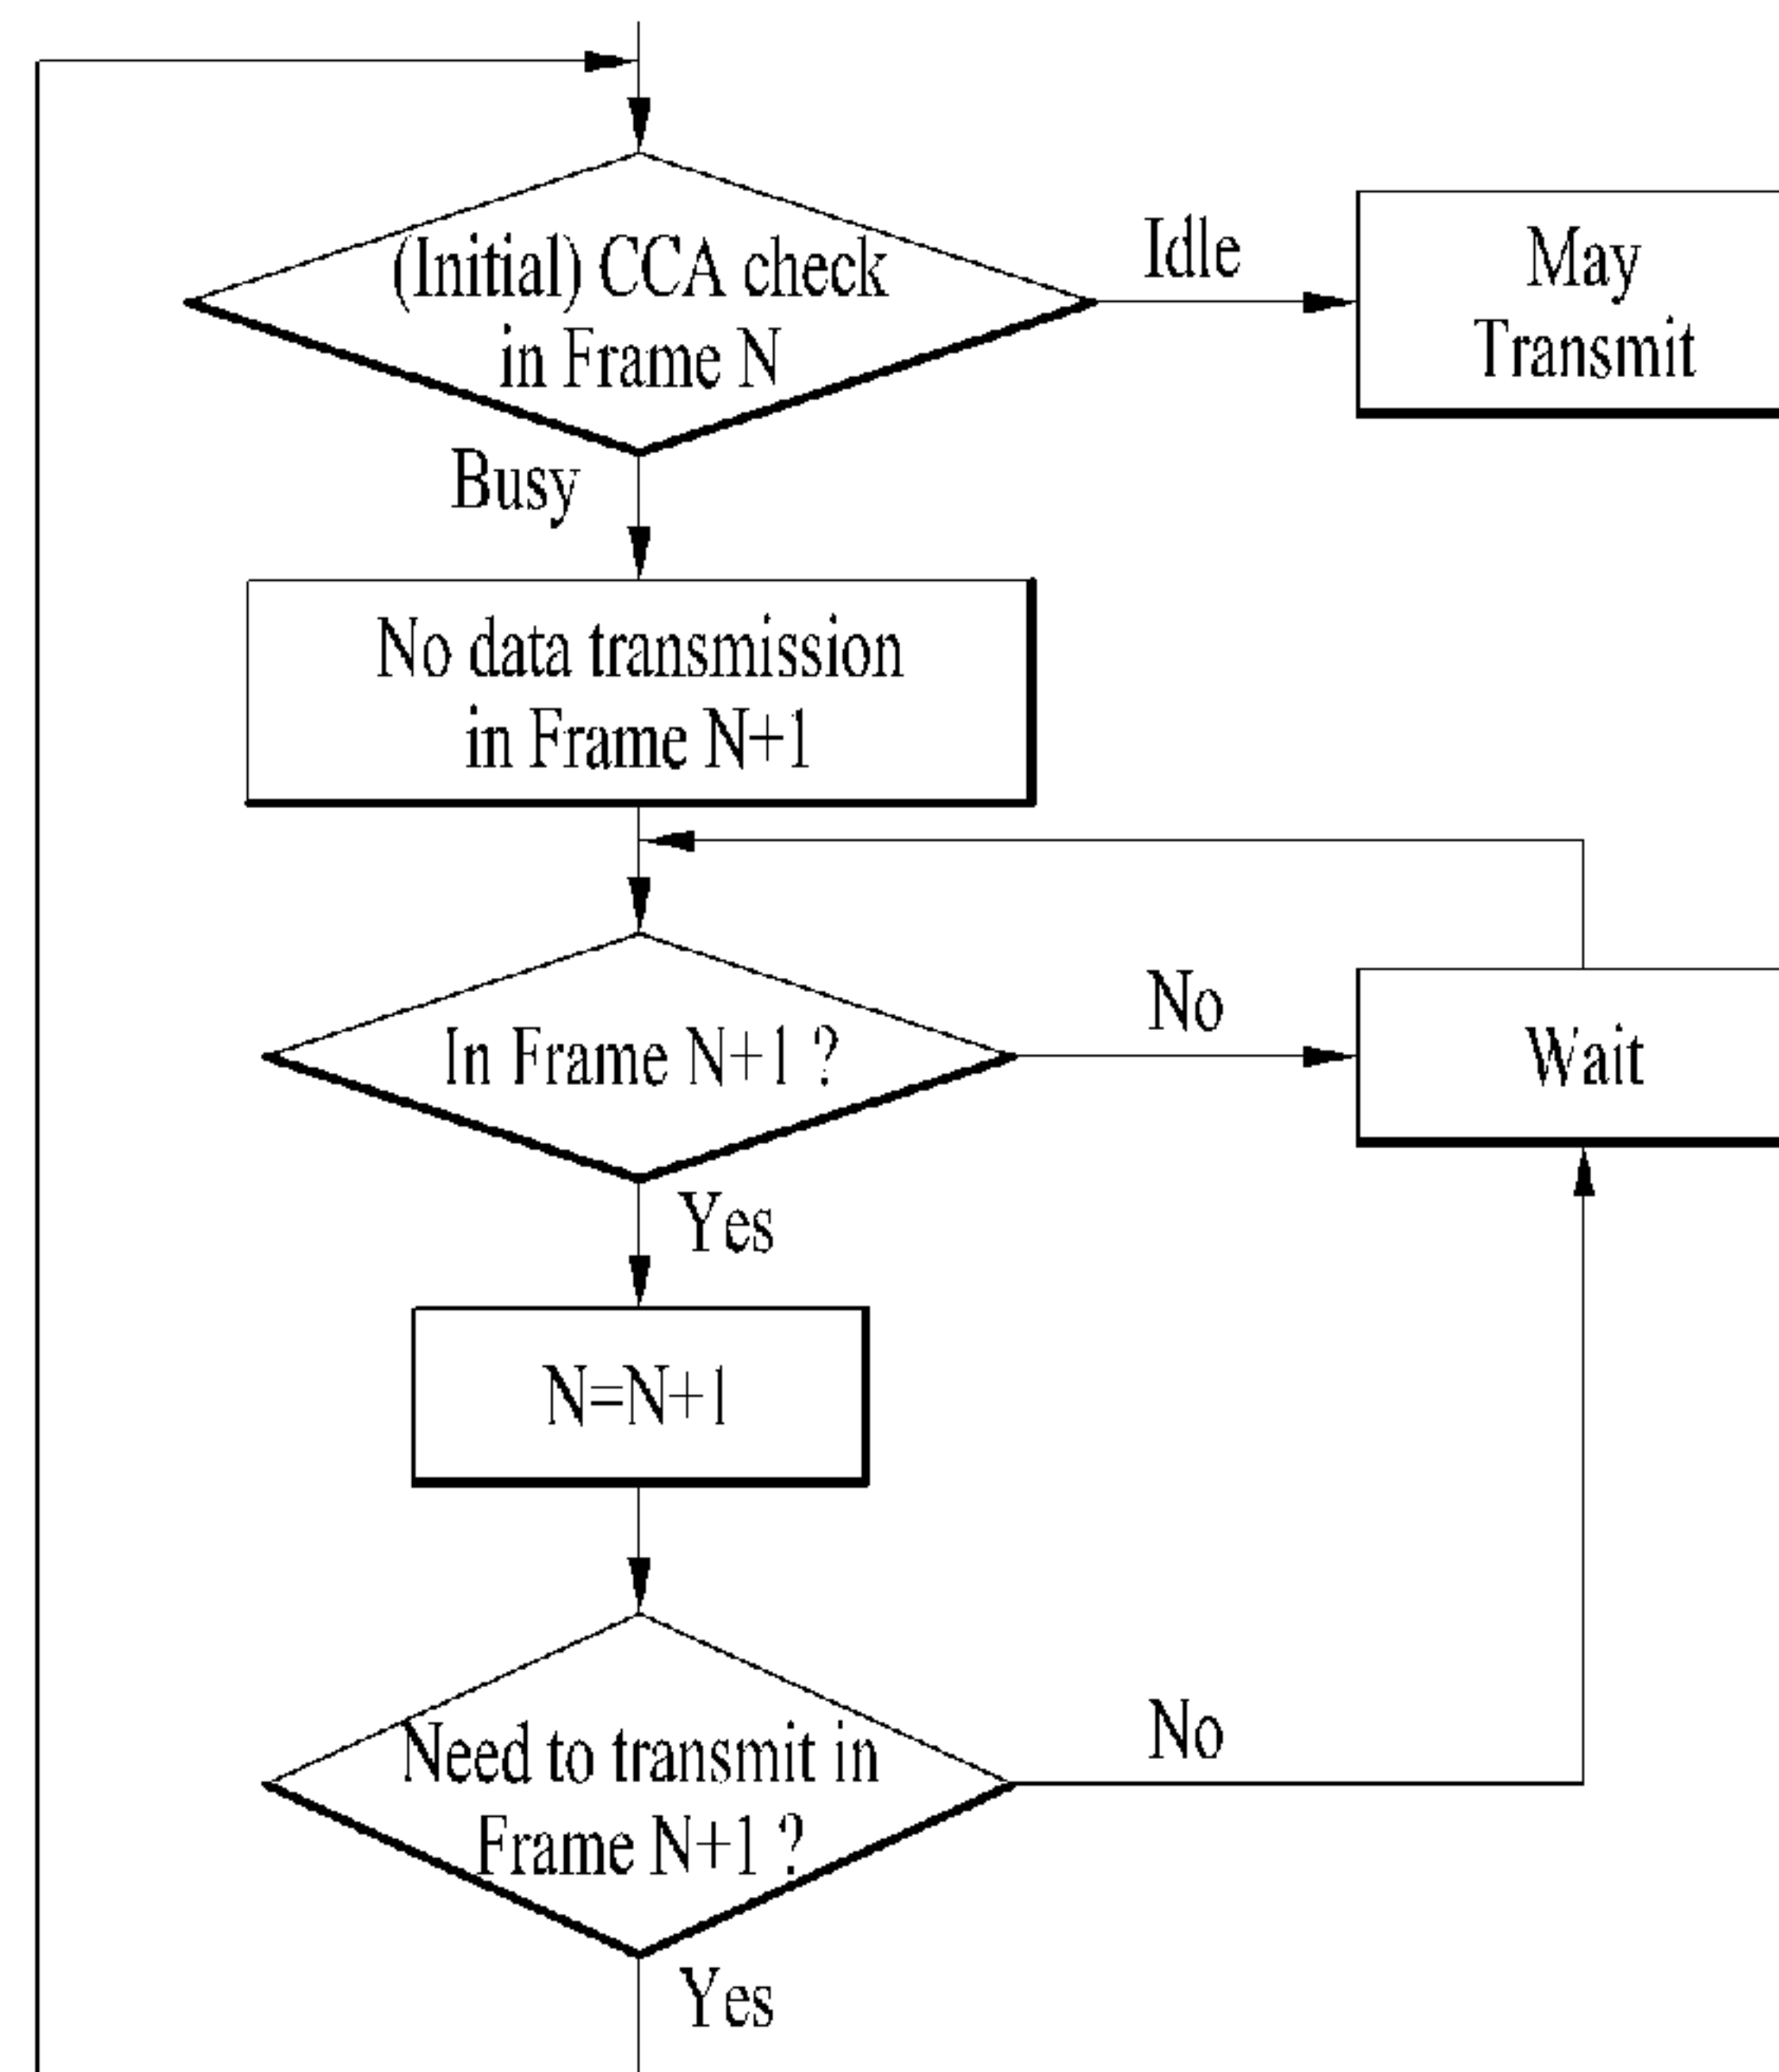 (Initial) CCA check
in Frame N
Idle
May
Transmit
Busy
No data transmission
in Frame N+1
In Frame N+1 ?
No
Wait
Yes
N=N+1
Need to transmit in
Frame N+1 ?
No
Yes